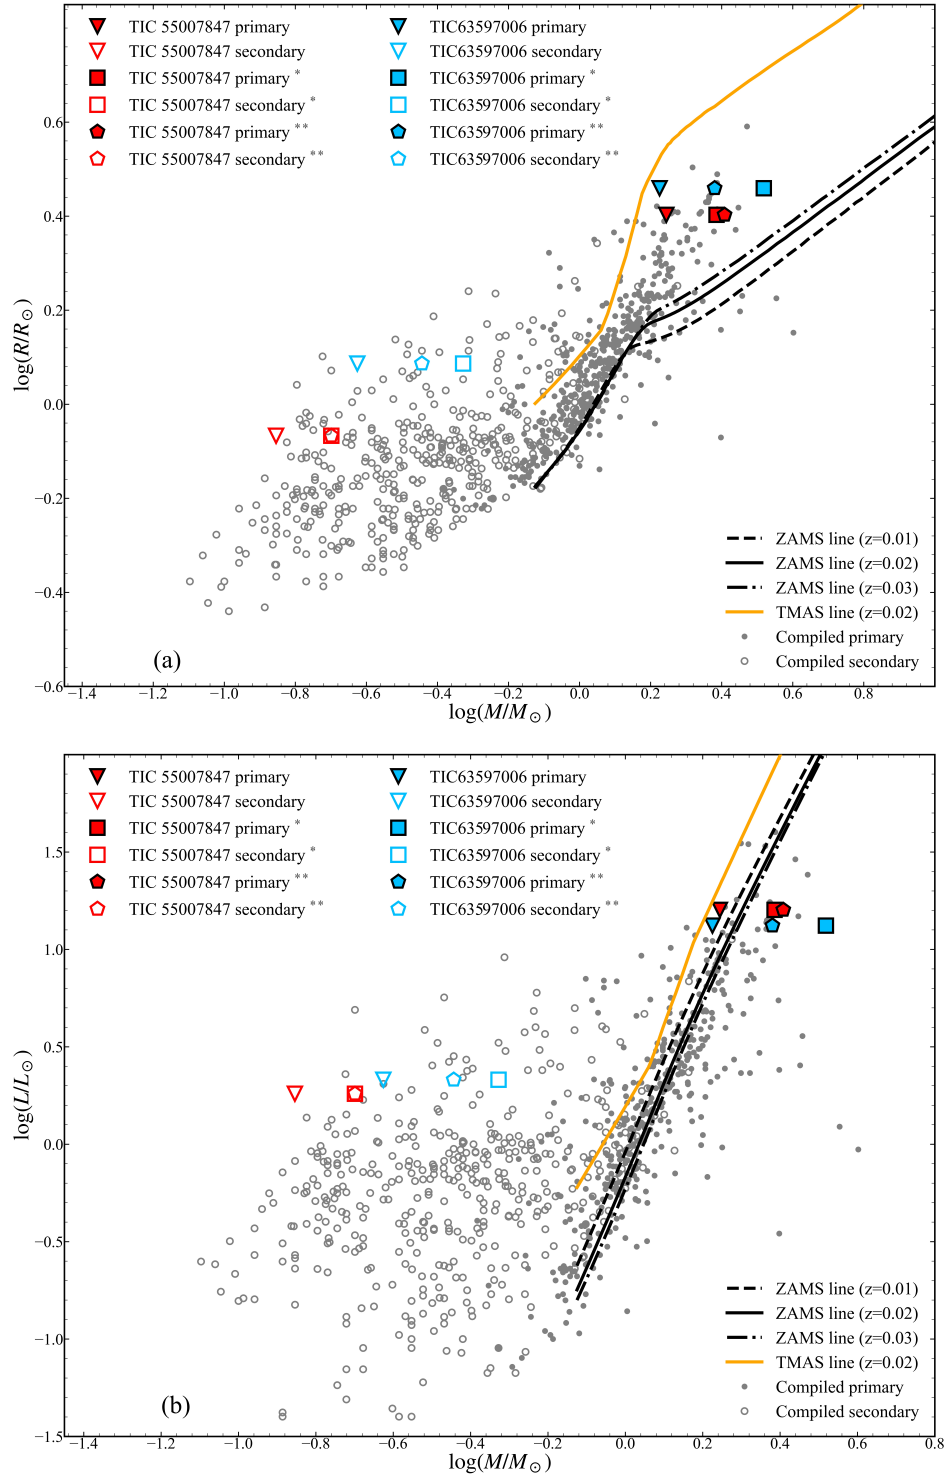 TIC 55007847 primary
TIC 55007847 secondary
TIC 55007847 primary *
TIC 55007847 secondary *
TIC 55007847 primary **
TIC 55007847 secondary **
TIC63597006 primary
TIC63597006 secondary
TIC63597006 primary *
TIC63597006 secondary *
TIC63597006 primary **
TIC63597006 secondary **
0.6
0.4
0.2
0.0
−0.2
−0.4
−0.6
log(R/R⊙)
ZAMS line (z=0.01)
ZAMS line (z=0.02)
ZAMS line (z=0.03)
TMAS line (z=0.02)
Compiled primary
Compiled secondary
(a)
−1.4 −1.2 −1.0 −0.8 −0.6 −0.4 −0.2 0.0 0.2 0.4 0.6 0.8
log(M/M⊙)
TIC 55007847 primary
TIC 55007847 secondary
TIC 55007847 primary *
TIC 55007847 secondary *
TIC 55007847 primary **
TIC 55007847 secondary **
TIC63597006 primary
TIC63597006 secondary
TIC63597006 primary *
TIC63597006 secondary *
TIC63597006 primary **
TIC63597006 secondary **
1.5
1.0
0.5
0.0
−0.5
−1.0
−1.5
log(L/L⊙)
ZAMS line (z=0.01)
ZAMS line (z=0.02)
ZAMS line (z=0.03)
TMAS line (z=0.02)
Compiled primary
Compiled secondary
(b)
−1.4 −1.2 −1.0 −0.8 −0.6 −0.4 −0.2 0.0 0.2 0.4 0.6 0.8
log(M/M⊙)